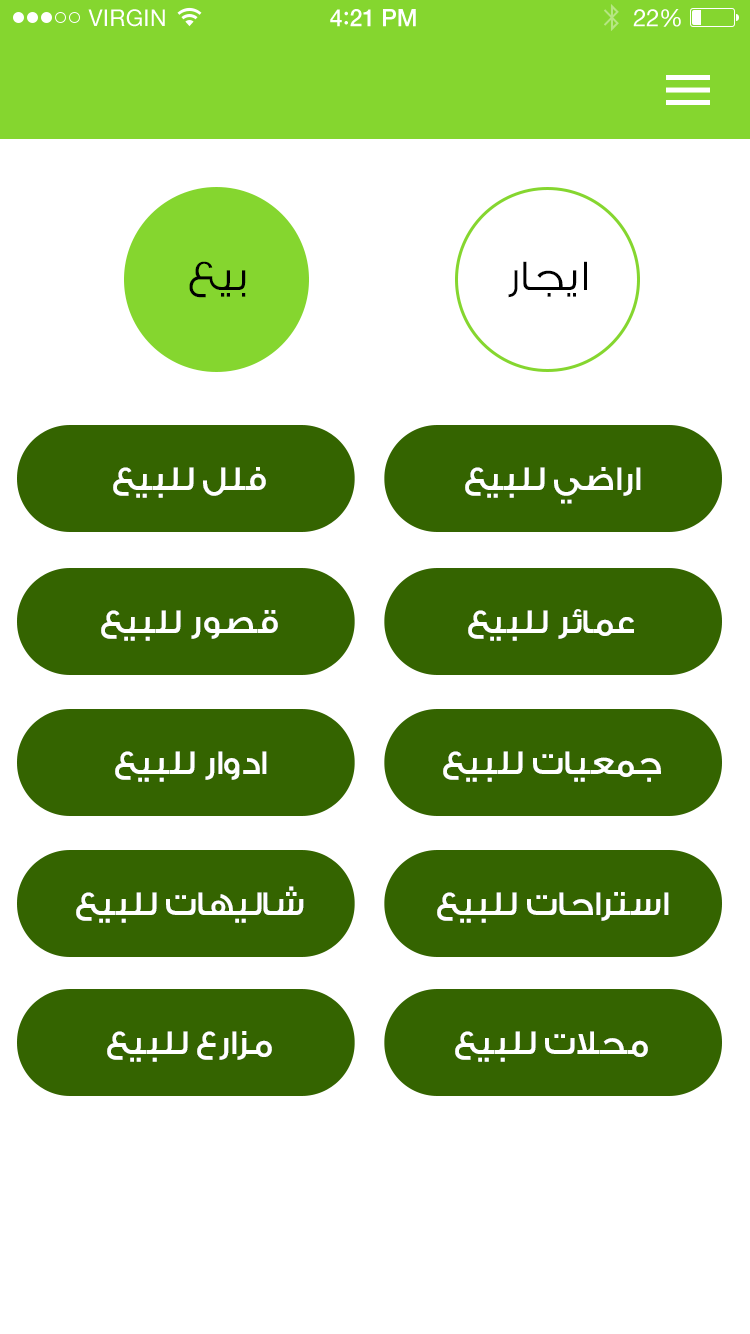 VIRGIN 4:21 PM 22%
ايجار
بيع
اراضي للبيع
فلل للبيع
عمائر للبيع
قصور للبيع
جمعيات للبيع
ادوار للبيع
استراحات للبيع
شاليهات للبيع
محلات للبيع
مزارع للبيع